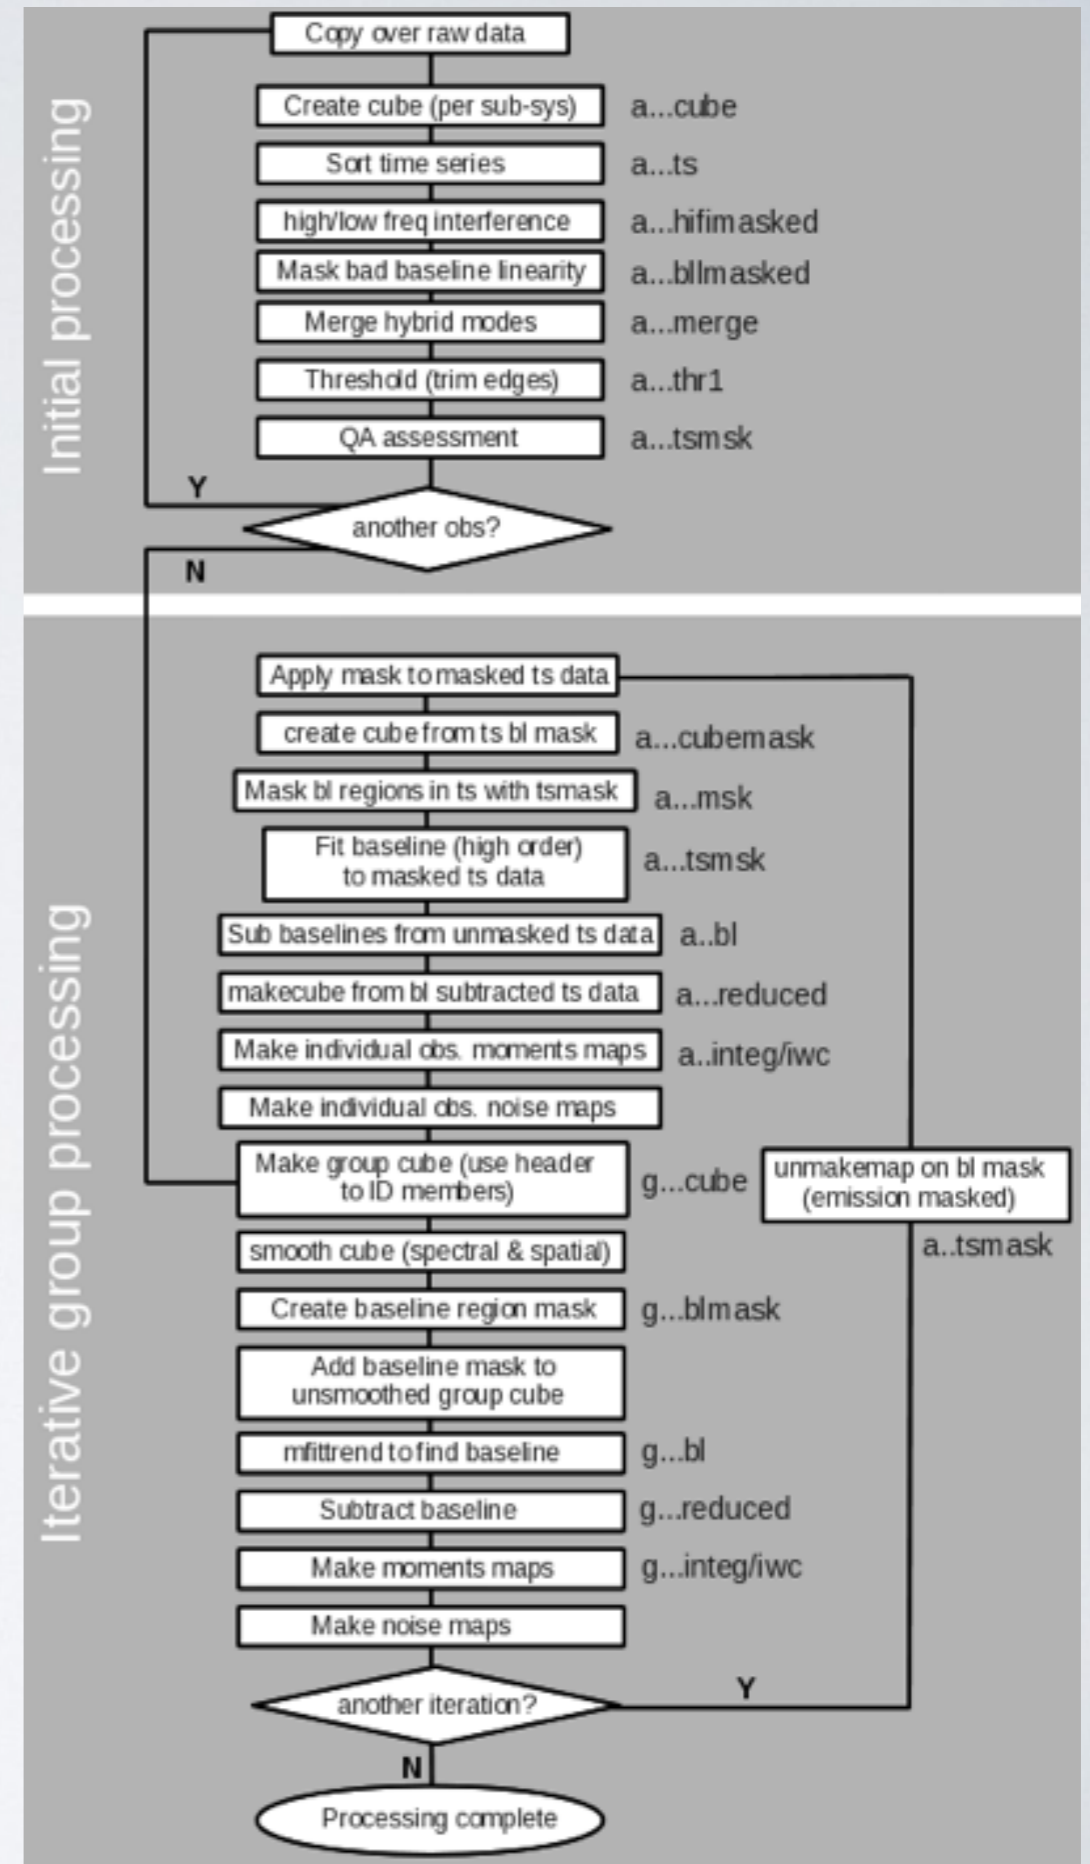 Initial processing
Copy over raw data
Create cube (per sub-sys)
a...cube
Sort time series
a...ts
high/low freq interference
a...hifimasked
Mask bad baseline linearity
a...bllmasked
Merge hybrid modes
a...merge
Threshold (trim edges)
a...thr1
QA assessment
a...tsmsk
Y
another obs?
N
Iterative group processing
Apply mask to masked ts data
create cube from ts bl mask
a...cubemask
Mask bl regions in ts with tsmask
a...msk
Fit baseline (high order)
to masked ts data
a...tsmsk
Sub baselines from unmasked ts data
a..bl
makecube from bl subtracted ts data
a...reduced
Make individual obs. moments maps
a..integ/iwc
Make individual obs. noise maps
Make group cube (use header
to ID members)
g...cube
unmakemap on bl mask
(emission masked)
a..tsmask
smooth cube (spectral & spatial)
Create baseline region mask
g...blmask
Add baseline mask to
unsmoothed group cube
mfittrend to find baseline
g...bl
Subtract baseline
g...reduced
Make moments maps
g...integ/iwc
Make noise maps
another iteration?
Y
N
Processing complete